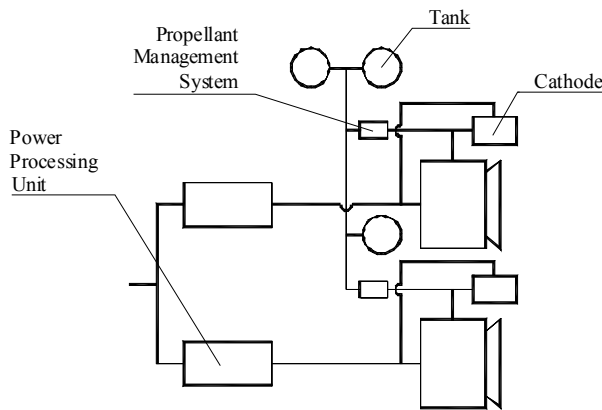 Propellant
Management
System
Tank
Cathode
Power
Processing
Unit